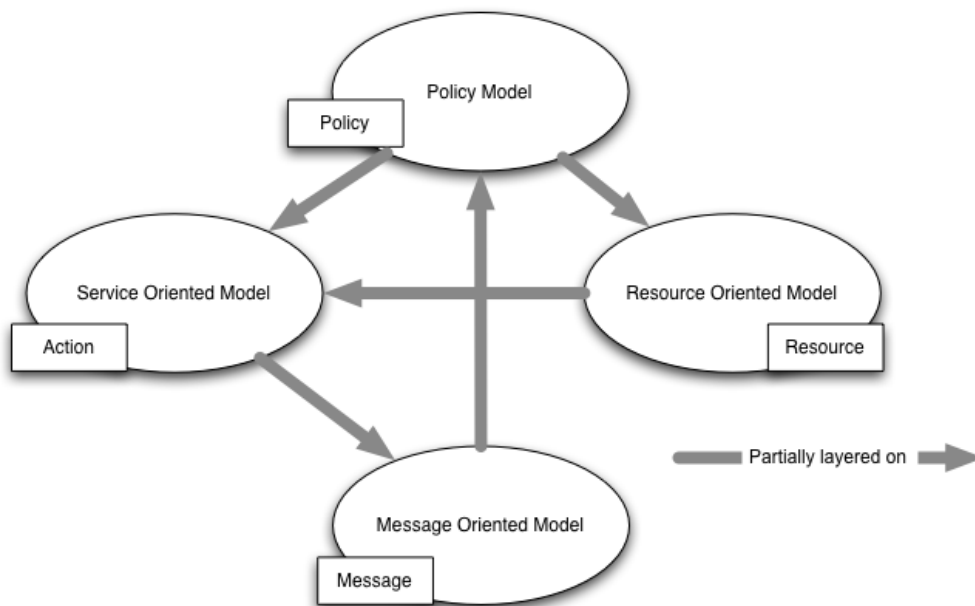 Policy Model
Policy
Service Oriented Model
Resource Oriented Model
Action
Resource
Partially layered on
Message Oriented Model
Message